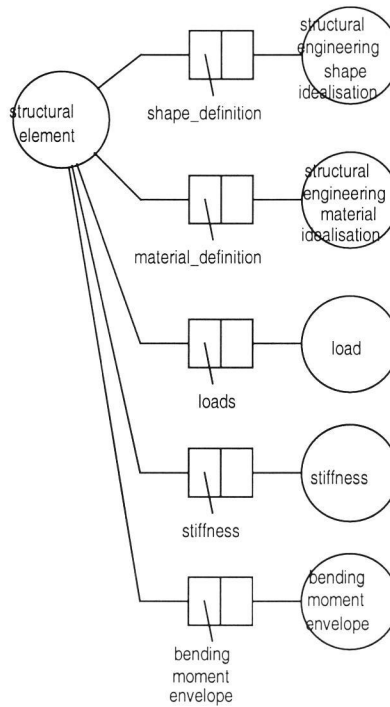 structural
element
shape_definition
structural
engineering
shape
idealisation
material_definition
structural
engineering
material
idealisation
loads
load
stiffness
stiffness
bending
moment
envelope
bending
moment
envelope